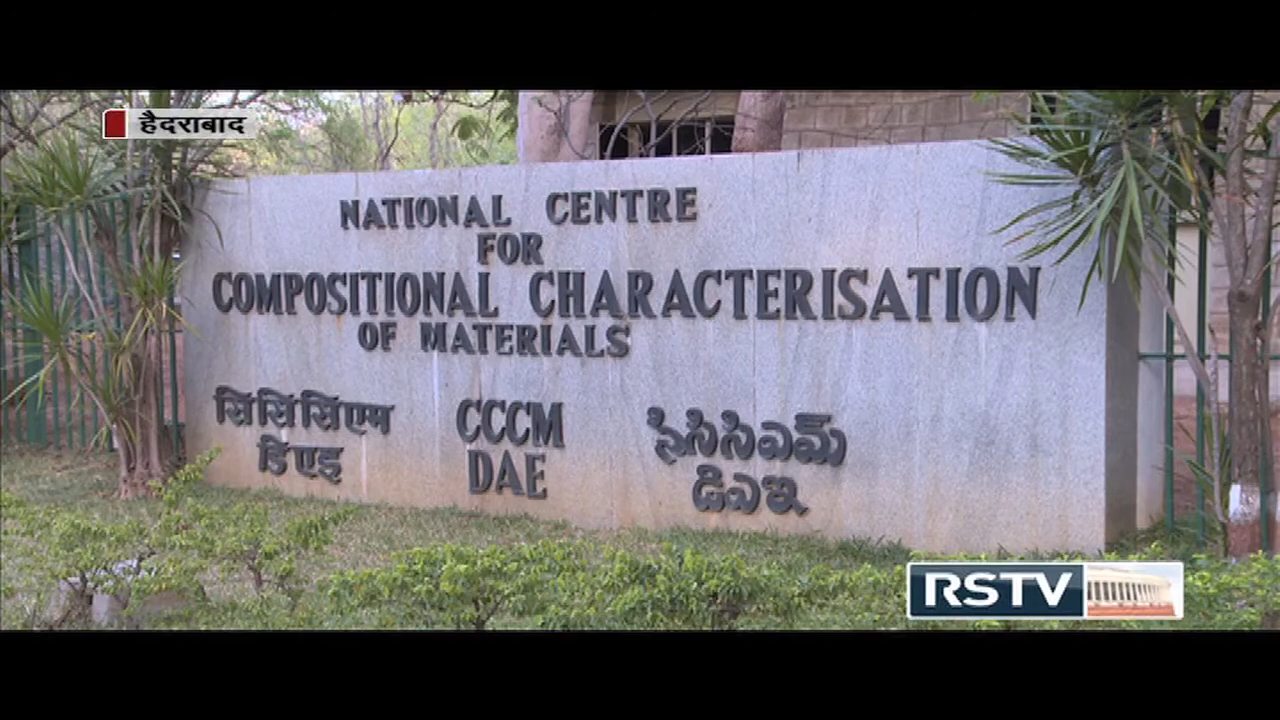 हैदराबाद
NATIONAL CENTRE
FOR
COMPOSITIONAL CHARACTERISATION
OF MATERIALS
सिं सिं सिं एम
डि एइ
CCCM
DAE
సిసిసిఎమ్
డిఎఇ
RSTV